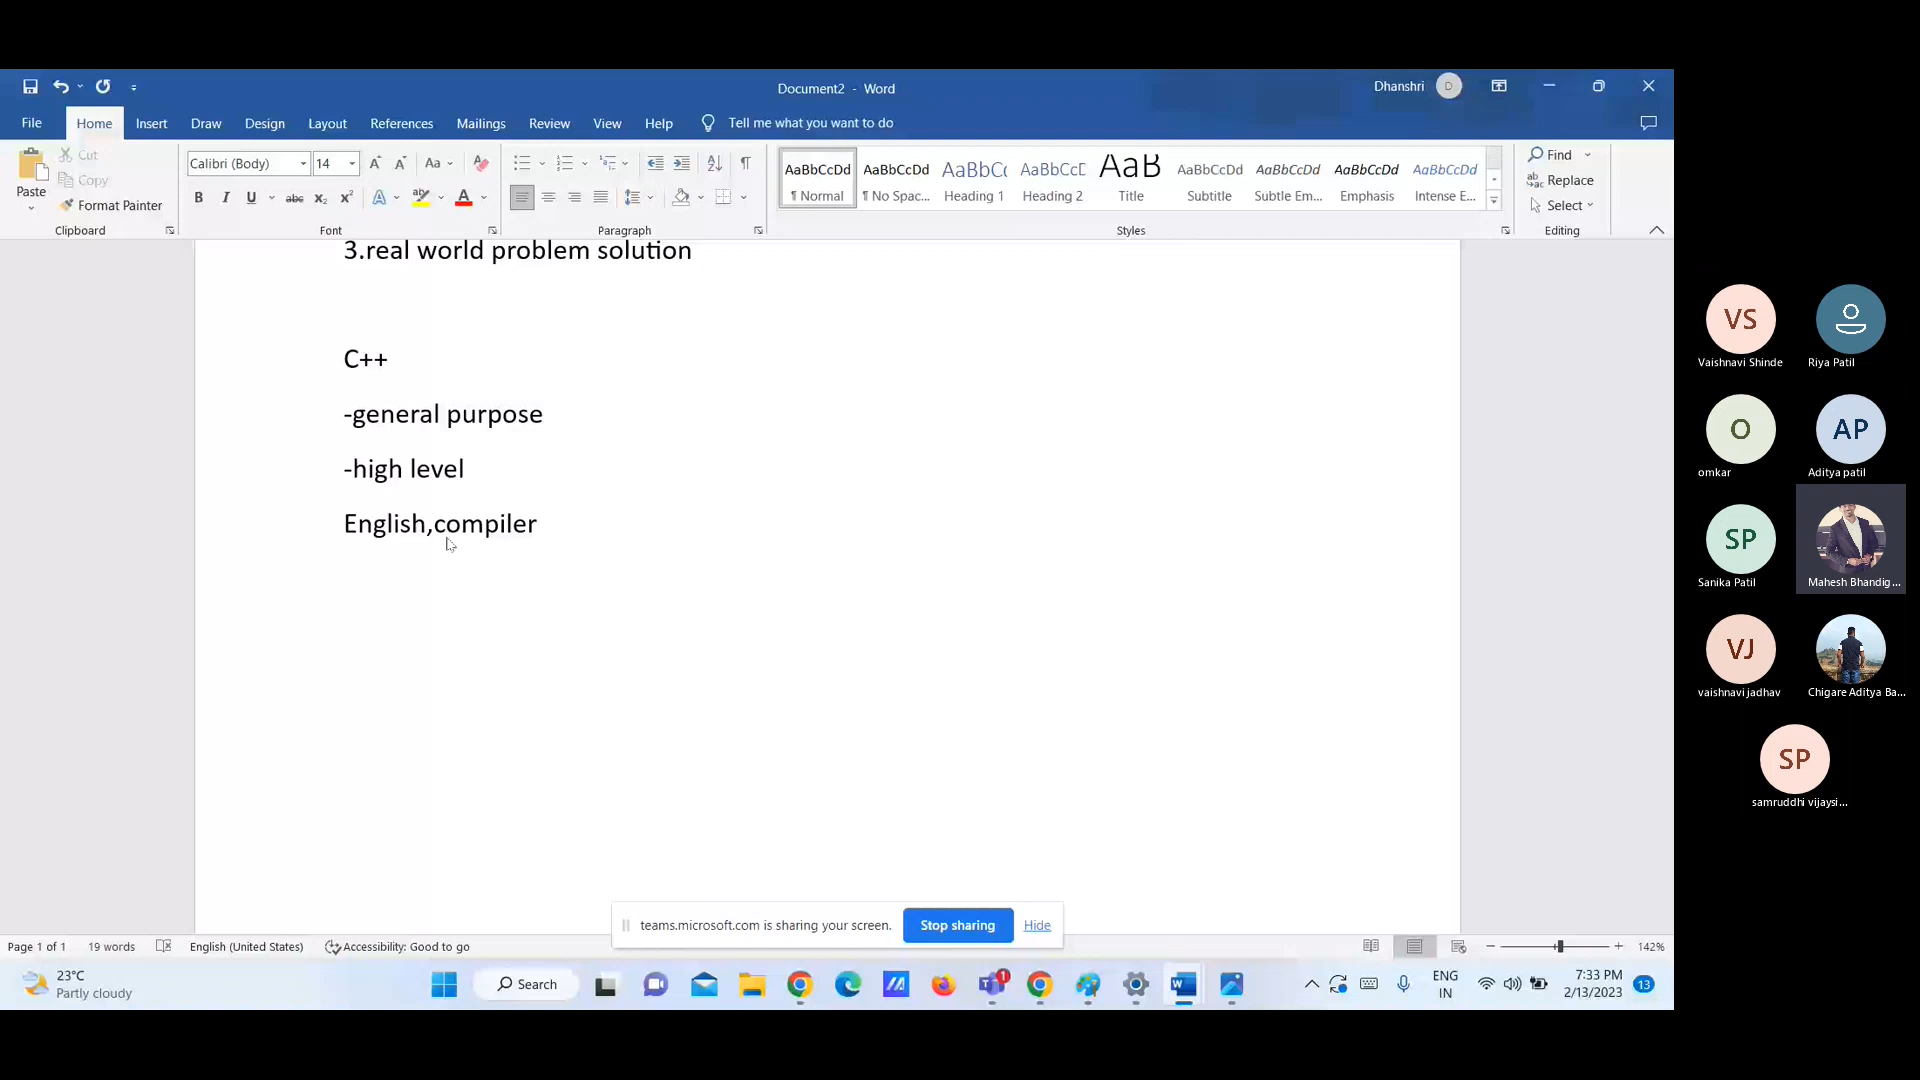 Document2 - Word
Dhanshri
D
File
Home
Insert
Draw
Design
Layout
References
Mailings
Review
View
Help
Tell me what you want to do
Paste
Cut
Copy
Format Painter
Clipboard
Calibri (Body)
14
Aa
B
I
U
abc
x₂
x²
A
A
Font
Paragraph
AaBbCcDd
¶ Normal
AaBbCcDd
¶ No Spac...
AaBbCc
Heading 1
AaBbCcD
Heading 2
AaB
Title
AaBbCcDd
Subtitle
AaBbCcDd
Subtle Em...
AaBbCcDd
Emphasis
AaBbCcDd
Intense E...
Styles
Find
Replace
Select
Editing
3.real world problem solution
C++
-general purpose
-high level
English,compiler
VS
Vaishnavi Shinde
Riya Patil
O
omkar
AP
Aditya patil
SP
Sanika Patil
Mahesh Bhandig...
VJ
vaishnavi jadhav
Chigare Aditya Ba...
SP
samruddhi vijaysi...
teams.microsoft.com is sharing your screen.
Stop sharing
Hide
Page 1 of 1
19 words
English (United States)
Accessibility: Good to go
142%
23°C
Partly cloudy
Search
1
ENG
IN
7:33 PM
2/13/2023
13